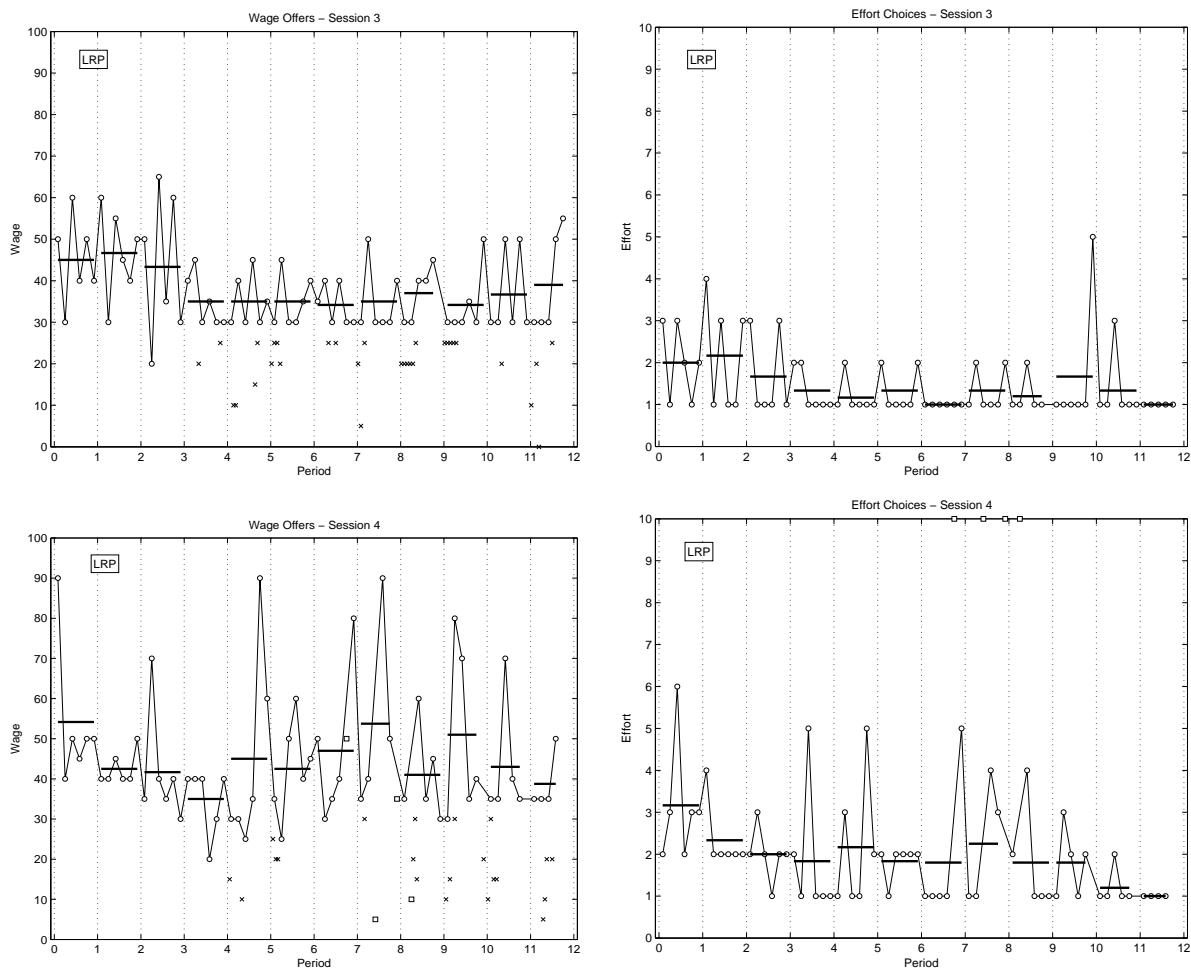 Wage Offers – Session 3
LRP
Wage
100
90
80
70
60
50
40
30
20
10
0
0 1 2 3 4 5 6 7 8 9 10 11 12
Period
Effort Choices – Session 3
LRP
Effort
10
9
8
7
6
5
4
3
2
1
0
0 1 2 3 4 5 6 7 8 9 10 11 12
Period
Wage Offers – Session 4
LRP
Wage
100
90
80
70
60
50
40
30
20
10
0
0 1 2 3 4 5 6 7 8 9 10 11 12
Period
Effort Choices – Session 4
LRP
Effort
10
9
8
7
6
5
4
3
2
1
0
0 1 2 3 4 5 6 7 8 9 10 11 12
Period